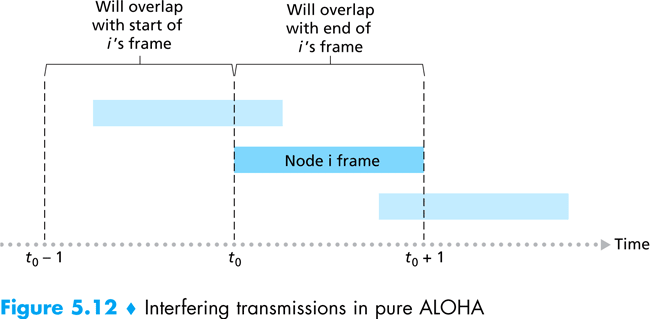 Will overlap
with start of
i's frame
Will overlap
with end of
i's frame
Node i frame
Time
t0 – 1
t0
t0 + 1
Figure 5.12 ♦ Interfering transmissions in pure ALOHA